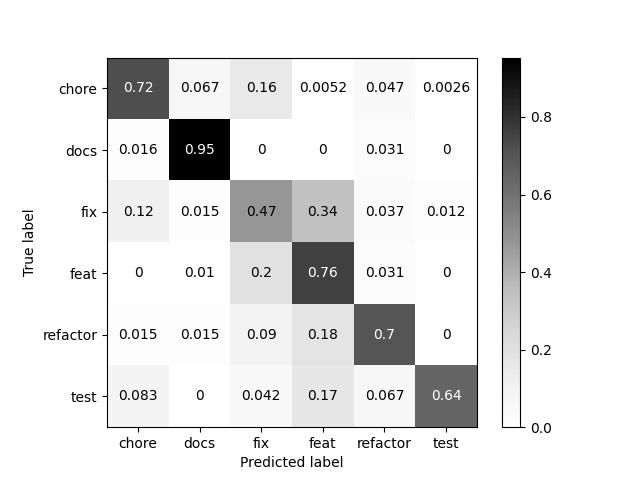 chore 0.72 0.067 0.16 0.0052 0.047 0.0026
docs 0.016 0.95 0 0 0.031 0
fix 0.12 0.015 0.47 0.34 0.037 0.012
feat 0 0.01 0.2 0.76 0.031 0
refactor 0.015 0.015 0.09 0.18 0.7 0
test 0.083 0 0.042 0.17 0.067 0.64
chore docs fix feat refactor test
Predicted label
True label
0.8
0.6
0.4
0.2
0.0